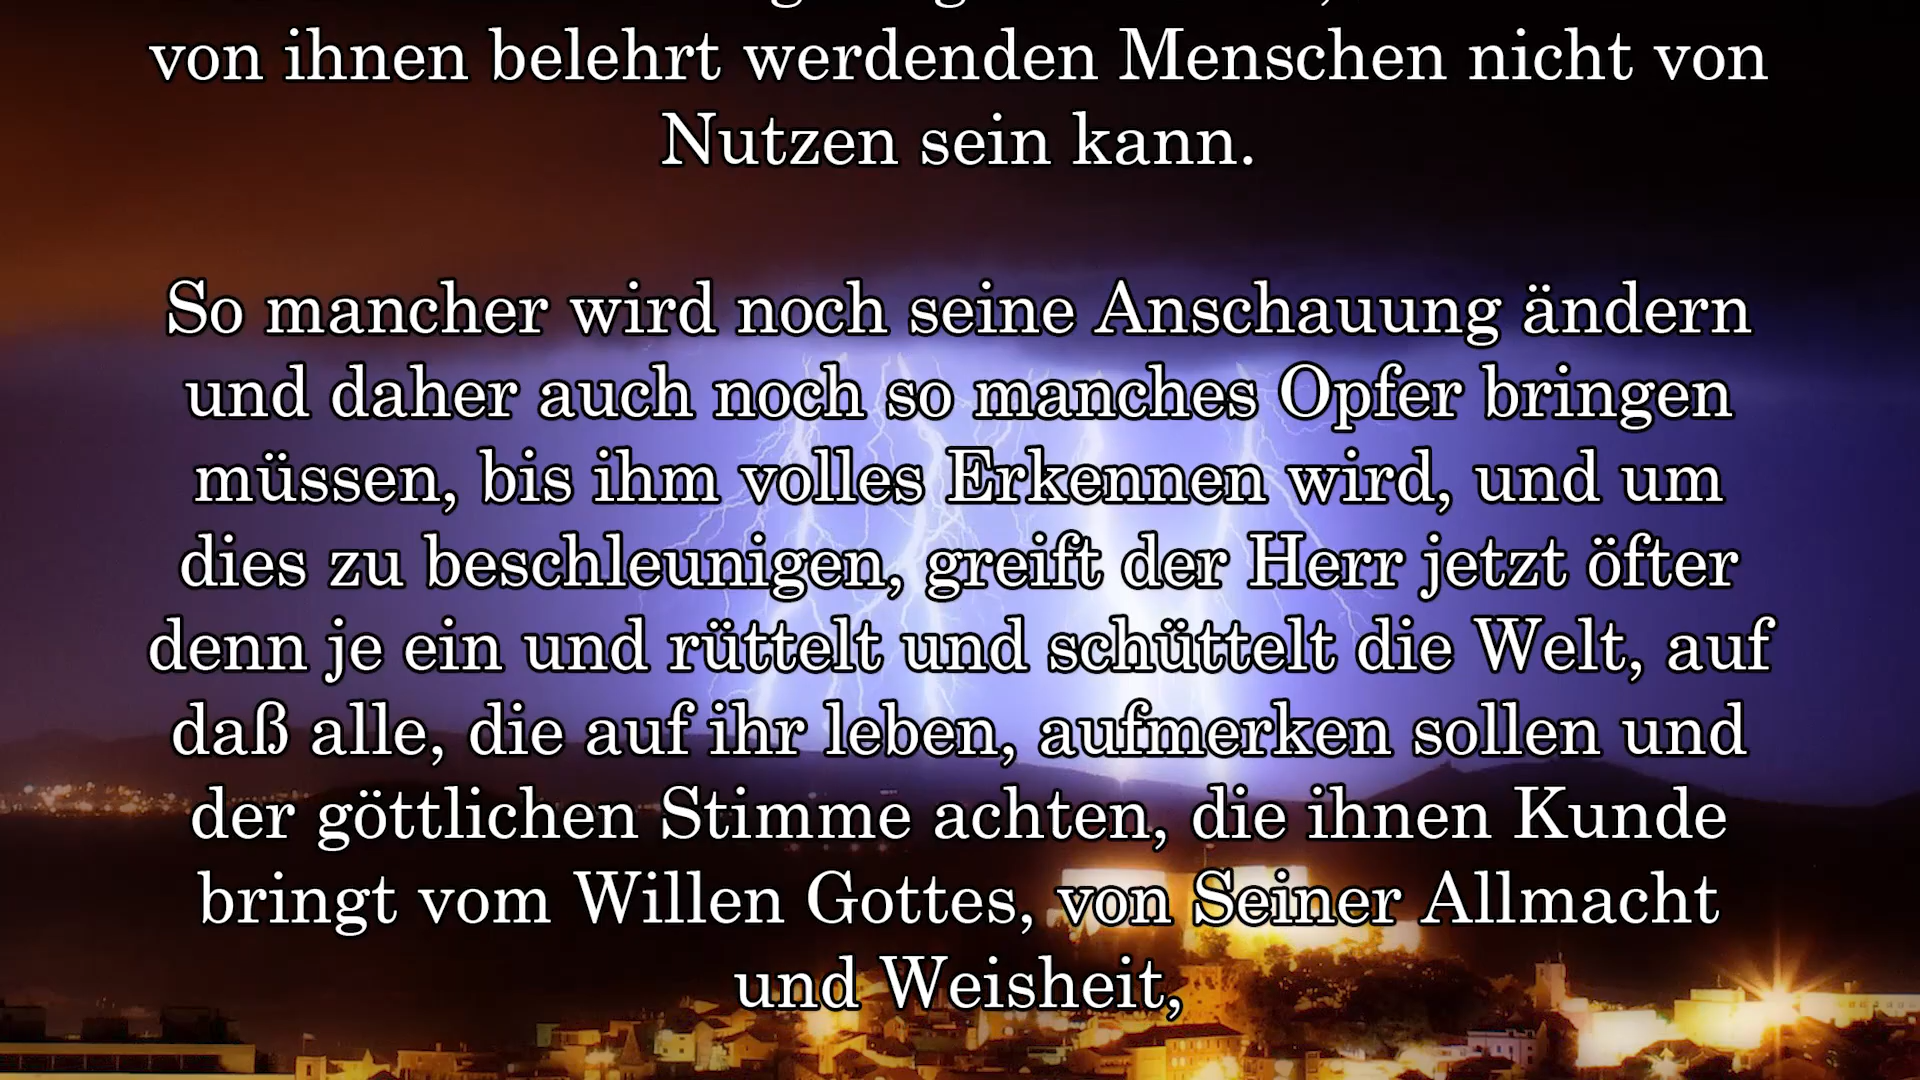 von ihnen belehrt werdenden Menschen nicht von
Nutzen sein kann.
So mancher wird noch seine Anschauung ändern
und daher auch noch so manches Opfer bringen
müssen, bis ihm volles Erkennen wird, und um
dies zu beschleunigen, greift der Herr jetzt öfter
denn je ein und rüttelt und schüttelt die Welt, auf
daß alle, die auf ihr leben, aufmerken sollen und
der göttlichen Stimme achten, die ihnen Kunde
bringt vom Willen Gottes, von Seiner Allmacht
und Weisheit,